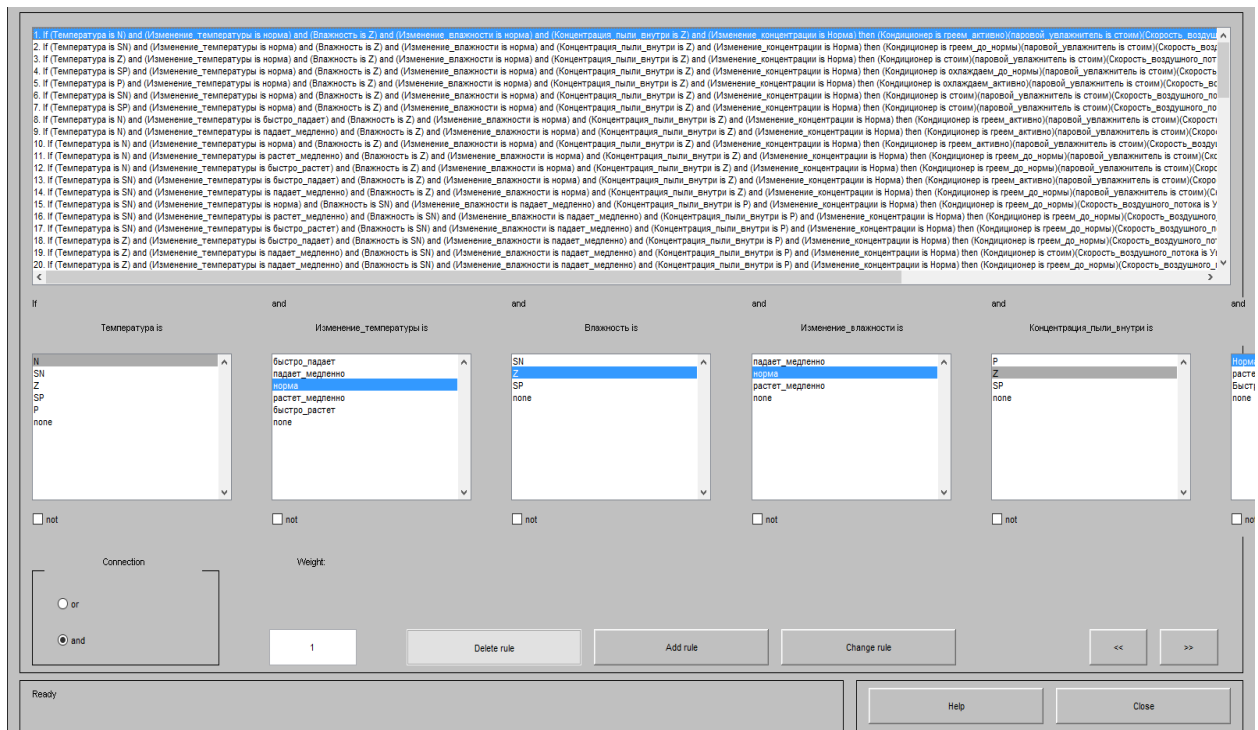 1. If (Температура is N) and (Изменение_температуры is норма) and (Влажность is Z) and (Изменение_влажности is норма) and (Концентрация_пыли_внутри is Z) and (Изменение_концентрации is Норма) then (Кондиционер is греем_активно)(паровой_увлажнитель is стоим)(Скорость_воздуш
2. If (Температура is SN) and (Изменение_температуры is норма) and (Влажность is Z) and (Изменение_влажности is норма) and (Концентрация_пыли_внутри is Z) and (Изменение_концентрации is Норма) then (Кондиционер is греем_до_нормы)(паровой_увлажнитель is стоим)(Скорость_возд
3. If (Температура is Z) and (Изменение_температуры is норма) and (Влажность is Z) and (Изменение_влажности is норма) and (Концентрация_пыли_внутри is Z) and (Изменение_концентрации is Норма) then (Кондиционер is стоим)(паровой_увлажнитель is стоим)(Скорость_воздушного_пот
4. If (Температура is SP) and (Изменение_температуры is норма) and (Влажность is Z) and (Изменение_влажности is норма) and (Концентрация_пыли_внутри is Z) and (Изменение_концентрации is Норма) then (Кондиционер is охлаждаем_до_нормы)(паровой_увлажнитель is стоим)(Скорость
5. If (Температура is P) and (Изменение_температуры is норма) and (Влажность is Z) and (Изменение_влажности is норма) and (Концентрация_пыли_внутри is Z) and (Изменение_концентрации is Норма) then (Кондиционер is охлаждаем_активно)(паровой_увлажнитель is стоим)(Скорость_во
6. If (Температура is SN) and (Изменение_температуры is норма) and (Влажность is Z) and (Изменение_влажности is норма) and (Концентрация_пыли_внутри is Z) and (Изменение_концентрации is Норма) then (Кондиционер is стоим)(паровой_увлажнитель is стоим)(Скорость_воздушного_по
7. If (Температура is SP) and (Изменение_температуры is норма) and (Влажность is Z) and (Изменение_влажности is норма) and (Концентрация_пыли_внутри is Z) and (Изменение_концентрации is Норма) then (Кондиционер is стоим)(паровой_увлажнитель is стоим)(Скорость_воздушного_по
8. If (Температура is N) and (Изменение_температуры is быстро_падает) and (Влажность is Z) and (Изменение_влажности is норма) and (Концентрация_пыли_внутри is Z) and (Изменение_концентрации is Норма) then (Кондиционер is греем_активно)(паровой_увлажнитель is стоим)(Скорост
9. If (Температура is N) and (Изменение_температуры is падает_медленно) and (Влажность is Z) and (Изменение_влажности is норма) and (Концентрация_пыли_внутри is Z) and (Изменение_концентрации is Норма) then (Кондиционер is греем_активно)(паровой_увлажнитель is стоим)(Скоро
10. If (Температура is N) and (Изменение_температуры is норма) and (Влажность is Z) and (Изменение_влажности is норма) and (Концентрация_пыли_внутри is Z) and (Изменение_концентрации is Норма) then (Кондиционер is греем_активно)(паровой_увлажнитель is стоим)(Скорость_возду
11. If (Температура is N) and (Изменение_температуры is растет_медленно) and (Влажность is Z) and (Изменение_влажности is норма) and (Концентрация_пыли_внутри is Z) and (Изменение_концентрации is Норма) then (Кондиционер is греем_до_нормы)(паровой_увлажнитель is стоим)(Ско
12. If (Температура is N) and (Изменение_температуры is быстро_растет) and (Влажность is Z) and (Изменение_влажности is норма) and (Концентрация_пыли_внутри is Z) and (Изменение_концентрации is Норма) then (Кондиционер is греем_до_нормы)(паровой_увлажнитель is стоим)(Скоро
13. If (Температура is SN) and (Изменение_температуры is быстро_падает) and (Влажность is Z) and (Изменение_влажности is норма) and (Концентрация_пыли_внутри is Z) and (Изменение_концентрации is Норма) then (Кондиционер is греем_активно)(паровой_увлажнитель is стоим)(Скоро
14. If (Температура is SN) and (Изменение_температуры is падает_медленно) and (Влажность is Z) and (Изменение_влажности is норма) and (Концентрация_пыли_внутри is Z) and (Изменение_концентрации is Норма) then (Кондиционер is греем_до_нормы)(паровой_увлажнитель is стоим)(Ск
15. If (Температура is SN) and (Изменение_температуры is норма) and (Влажность is SN) and (Изменение_влажности is падает_медленно) and (Концентрация_пыли_внутри is P) and (Изменение_концентрации is Норма) then (Кондиционер is греем_до_нормы)(Скорость_воздушного_потока is У
16. If (Температура is SN) and (Изменение_температуры is растет_медленно) and (Влажность is SN) and (Изменение_влажности is падает_медленно) and (Концентрация_пыли_внутри is P) and (Изменение_концентрации is Норма) then (Кондиционер is греем_до_нормы)(Скорость_воздушного_
17. If (Температура is SN) and (Изменение_температуры is быстро_растет) and (Влажность is SN) and (Изменение_влажности is падает_медленно) and (Концентрация_пыли_внутри is P) and (Изменение_концентрации is Норма) then (Кондиционер is греем_до_нормы)(Скорость_воздушного_п
18. If (Температура is Z) and (Изменение_температуры is быстро_падает) and (Влажность is SN) and (Изменение_влажности is падает_медленно) and (Концентрация_пыли_внутри is P) and (Изменение_концентрации is Норма) then (Кондиционер is греем_до_нормы)(Скорость_воздушного_пот
19. If (Температура is Z) and (Изменение_температуры is падает_медленно) and (Влажность is SN) and (Изменение_влажности is падает_медленно) and (Концентрация_пыли_внутри is P) and (Изменение_концентрации is Норма) then (Кондиционер is стоим)(Скорость_воздушного_потока is Ум
20. If (Температура is Z) and (Изменение_температуры is падает_медленно) and (Влажность is SN) and (Изменение_влажности is падает_медленно) and (Концентрация_пыли_внутри is P) and (Изменение_концентрации is Норма) then (Кондиционер is греем_до_нормы)(Скорость_воздушного_
If and and and and and
Температура is Изменение_температуры is Влажность is Изменение_влажности is Концентрация_пыли_внутри is
N
SN
Z
SP
P
none
быстро_падает
падает_медленно
норма
растет_медленно
быстро_растет
none
SN
Z
SP
none
падает_медленно
норма
растет_медленно
none
P
Z
SP
none
Норма
расте
Быстр
none
not not not not not not
Connection
or
and
Weight:
1
Delete rule
Add rule
Change rule
<<
>>
Ready
Help
Close